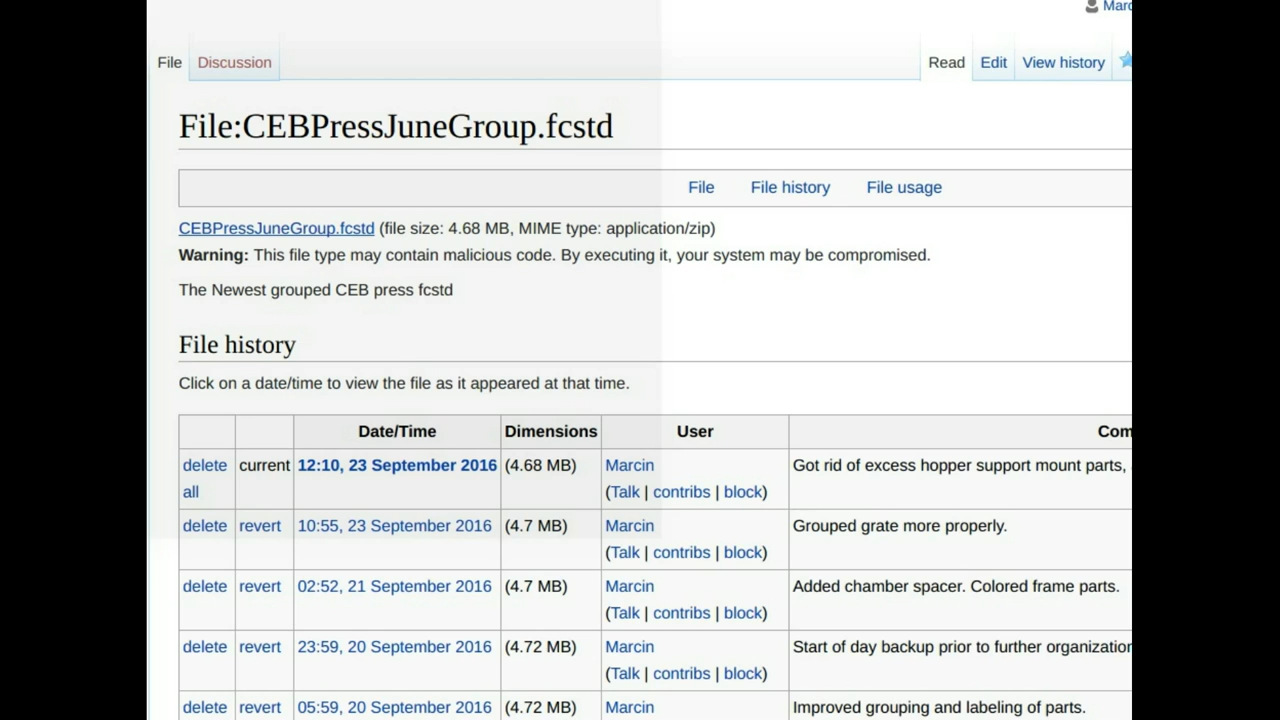 Marc
File Discussion Read Edit View history
File:CEBPressJuneGroup.fcstd
File File history File usage
CEBPressJuneGroup.fcstd (file size: 4.68 MB, MIME type: application/zip)
Warning: This file type may contain malicious code. By executing it, your system may be compromised.
The Newest grouped CEB press fcstd
File history
Click on a date/time to view the file as it appeared at that time.
Date/Time Dimensions User Com
delete all current 12:10, 23 September 2016 (4.68 MB) Marcin (Talk | contribs | block) Got rid of excess hopper support mount parts,
delete revert 10:55, 23 September 2016 (4.7 MB) Marcin (Talk | contribs | block) Grouped grate more properly.
delete revert 02:52, 21 September 2016 (4.7 MB) Marcin (Talk | contribs | block) Added chamber spacer. Colored frame parts.
delete revert 23:59, 20 September 2016 (4.72 MB) Marcin (Talk | contribs | block) Start of day backup prior to further organization
delete revert 05:59, 20 September 2016 (4.72 MB) Marcin Improved grouping and labeling of parts.